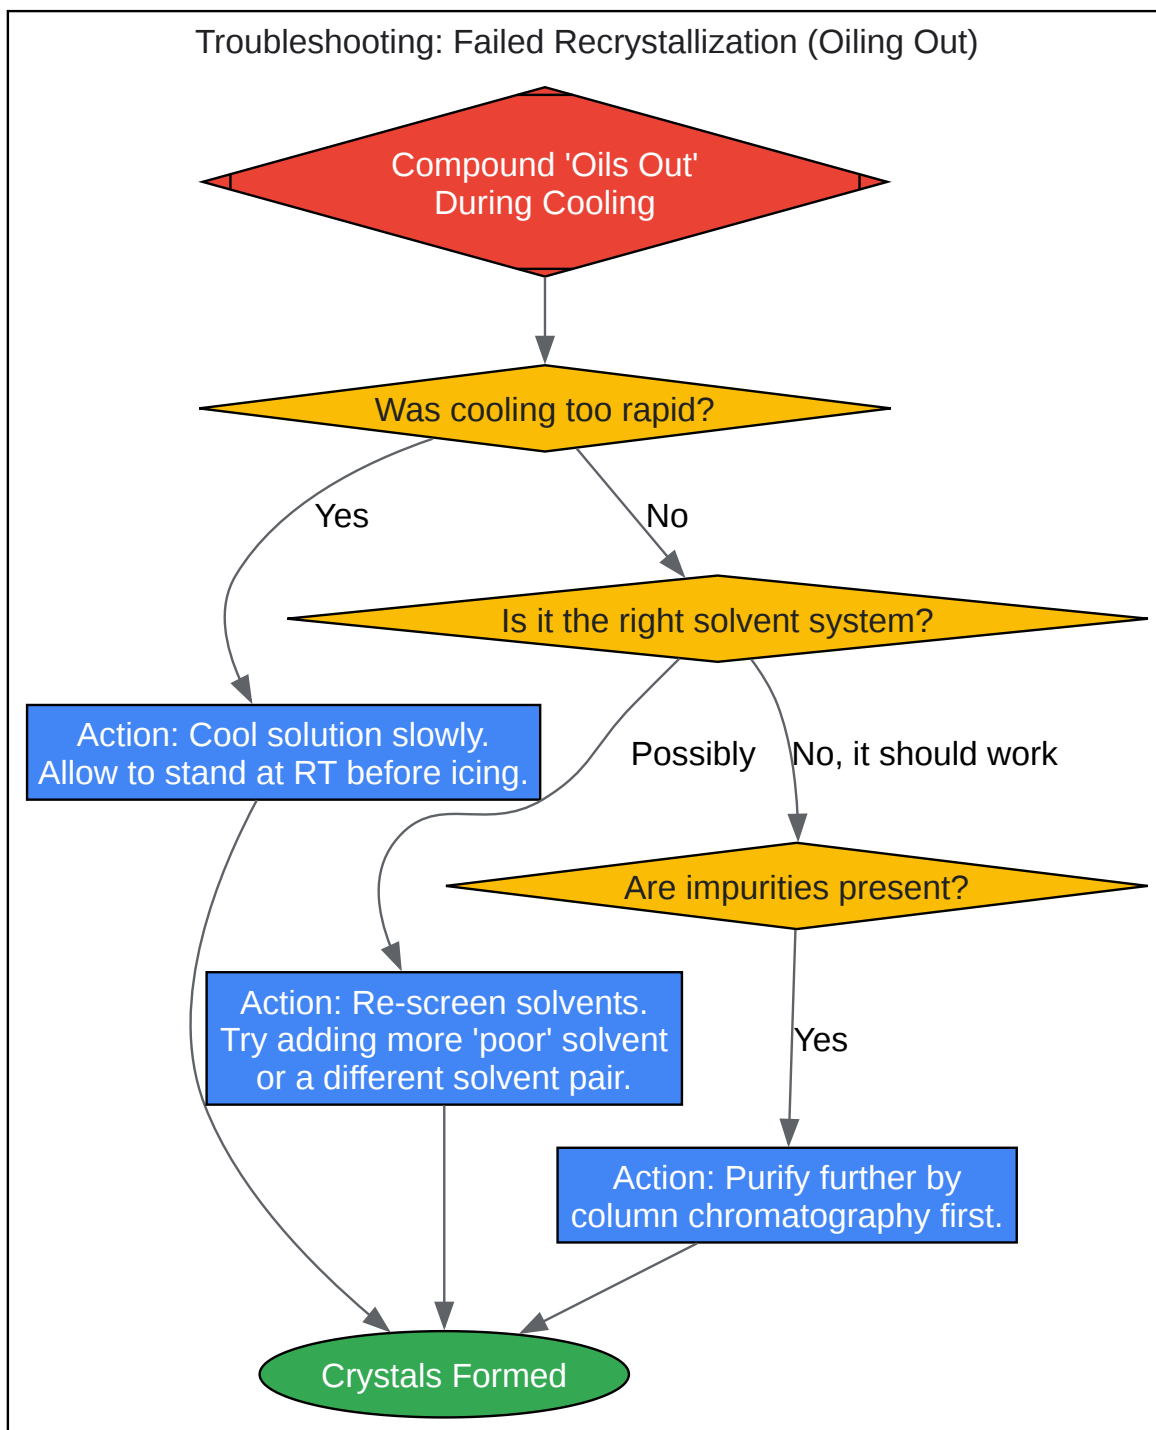 Troubleshooting: Failed Recrystallization (Oiling Out)
Compound 'Oils Out'
During Cooling
Was cooling too rapid?
Yes
No
Is it the right solvent system?
Action: Cool solution slowly.
Allow to stand at RT before icing.
Possibly
No, it should work
Are impurities present?
Action: Re-screen solvents.
Try adding more 'poor' solvent
or a different solvent pair.
Yes
Action: Purify further by
column chromatography first.
Crystals Formed